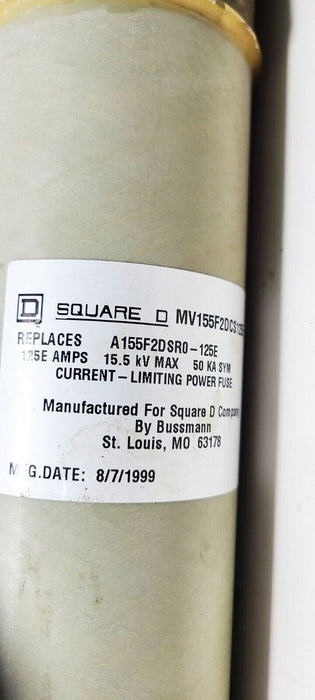 D SQUARE D MV155F2DCS125E
REPLACES A155F2DSR0-125E
125E AMPS 15.5 kV MAX 50 KA SYM
CURRENT-LIMITING POWER FUSE
Manufactured For Square D Company
By Bussmann
St. Louis, MO 63178
MFG.DATE: 8/7/1999